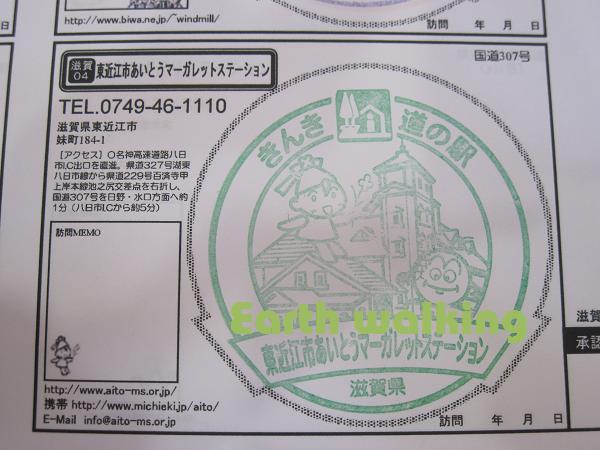 http://www.biwa.ne.jp/~windmill/
訪問 年 月 日
滋賀
04
東近江市あいとうマーガレットステーション
国道307号
TEL.0749-46-1110
滋賀県東近江市
妹町184-1
［アクセス］〇名神高速道路八日
市I.C出口を直進。県道327号湖東
八日市線から県道229号百済寺甲
上岸本線池之尻交差点を右折し、
国道307号を日野・水口方面へ約
1分（八日市I.Cから約5分）
訪問MEMO
きんき 道の駅
Earth walking
東近江市あいとうマーガレットステーション
滋賀県
http://www.aito-ms.or.jp/
携帯 http://www.michieki.jp/aito/
E-Mail info@aito-ms.or.jp
訪問 年 月 日
滋賀
承認